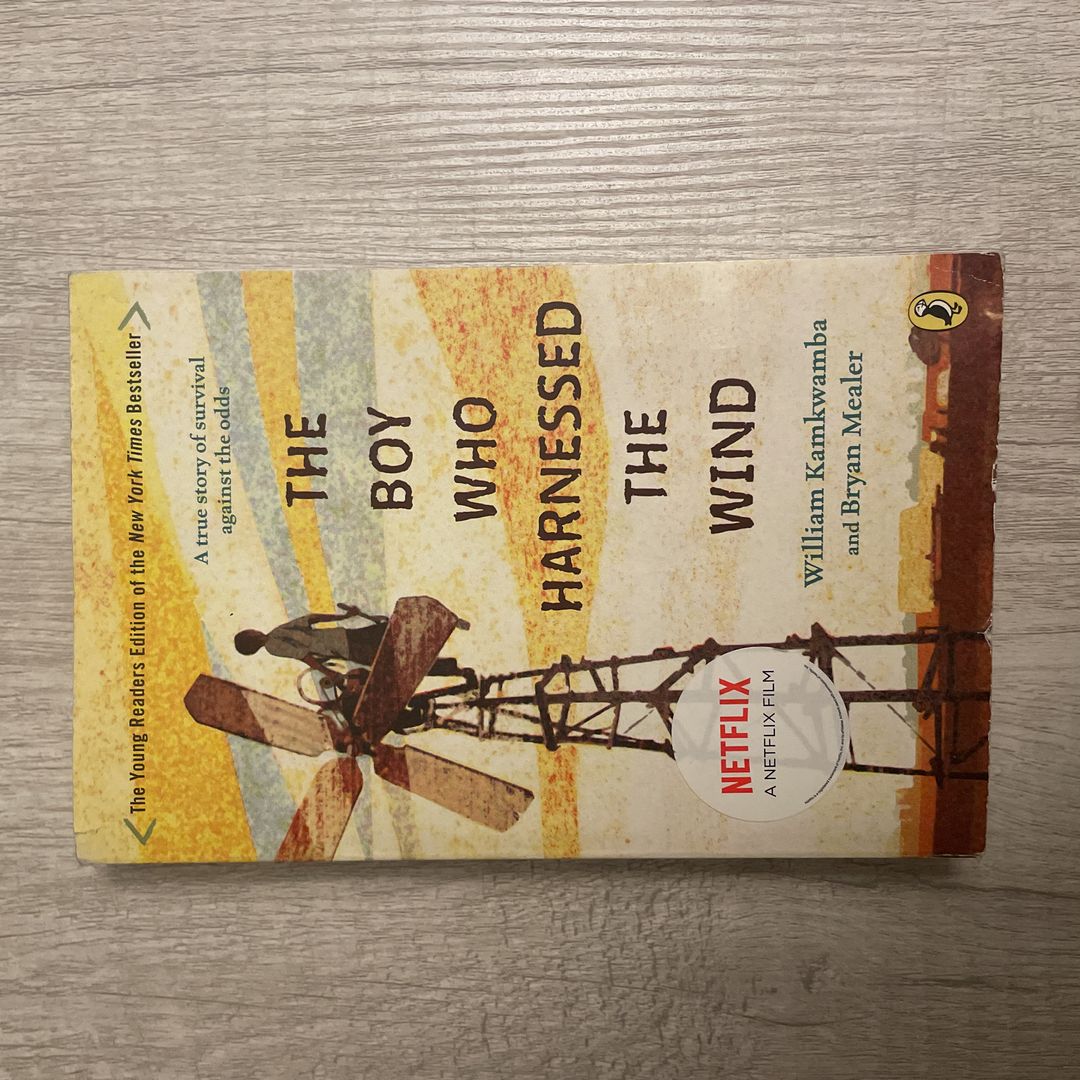 The Young Readers Edition of the New York Times Bestseller
A true story of survival
against the odds
THE
BOY
WHO
HARNESSED
THE
WIND
NETFLIX
A NETFLIX FILM
William Kamkwamba
and Bryan Mealer